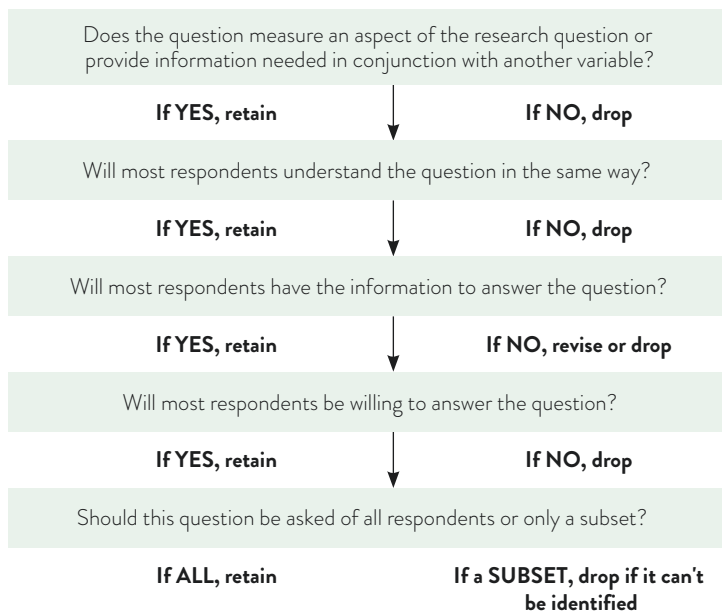 Does the question measure an aspect of the research question or
provide information needed in conjunction with another variable?
If YES, retain If NO, drop
Will most respondents understand the question in the same way?
If YES, retain If NO, drop
Will most respondents have the information to answer the question?
If YES, retain If NO, revise or drop
Will most respondents be willing to answer the question?
If YES, retain If NO, drop
Should this question be asked of all respondents or only a subset?
If ALL, retain If a SUBSET, drop if it can't
be identified